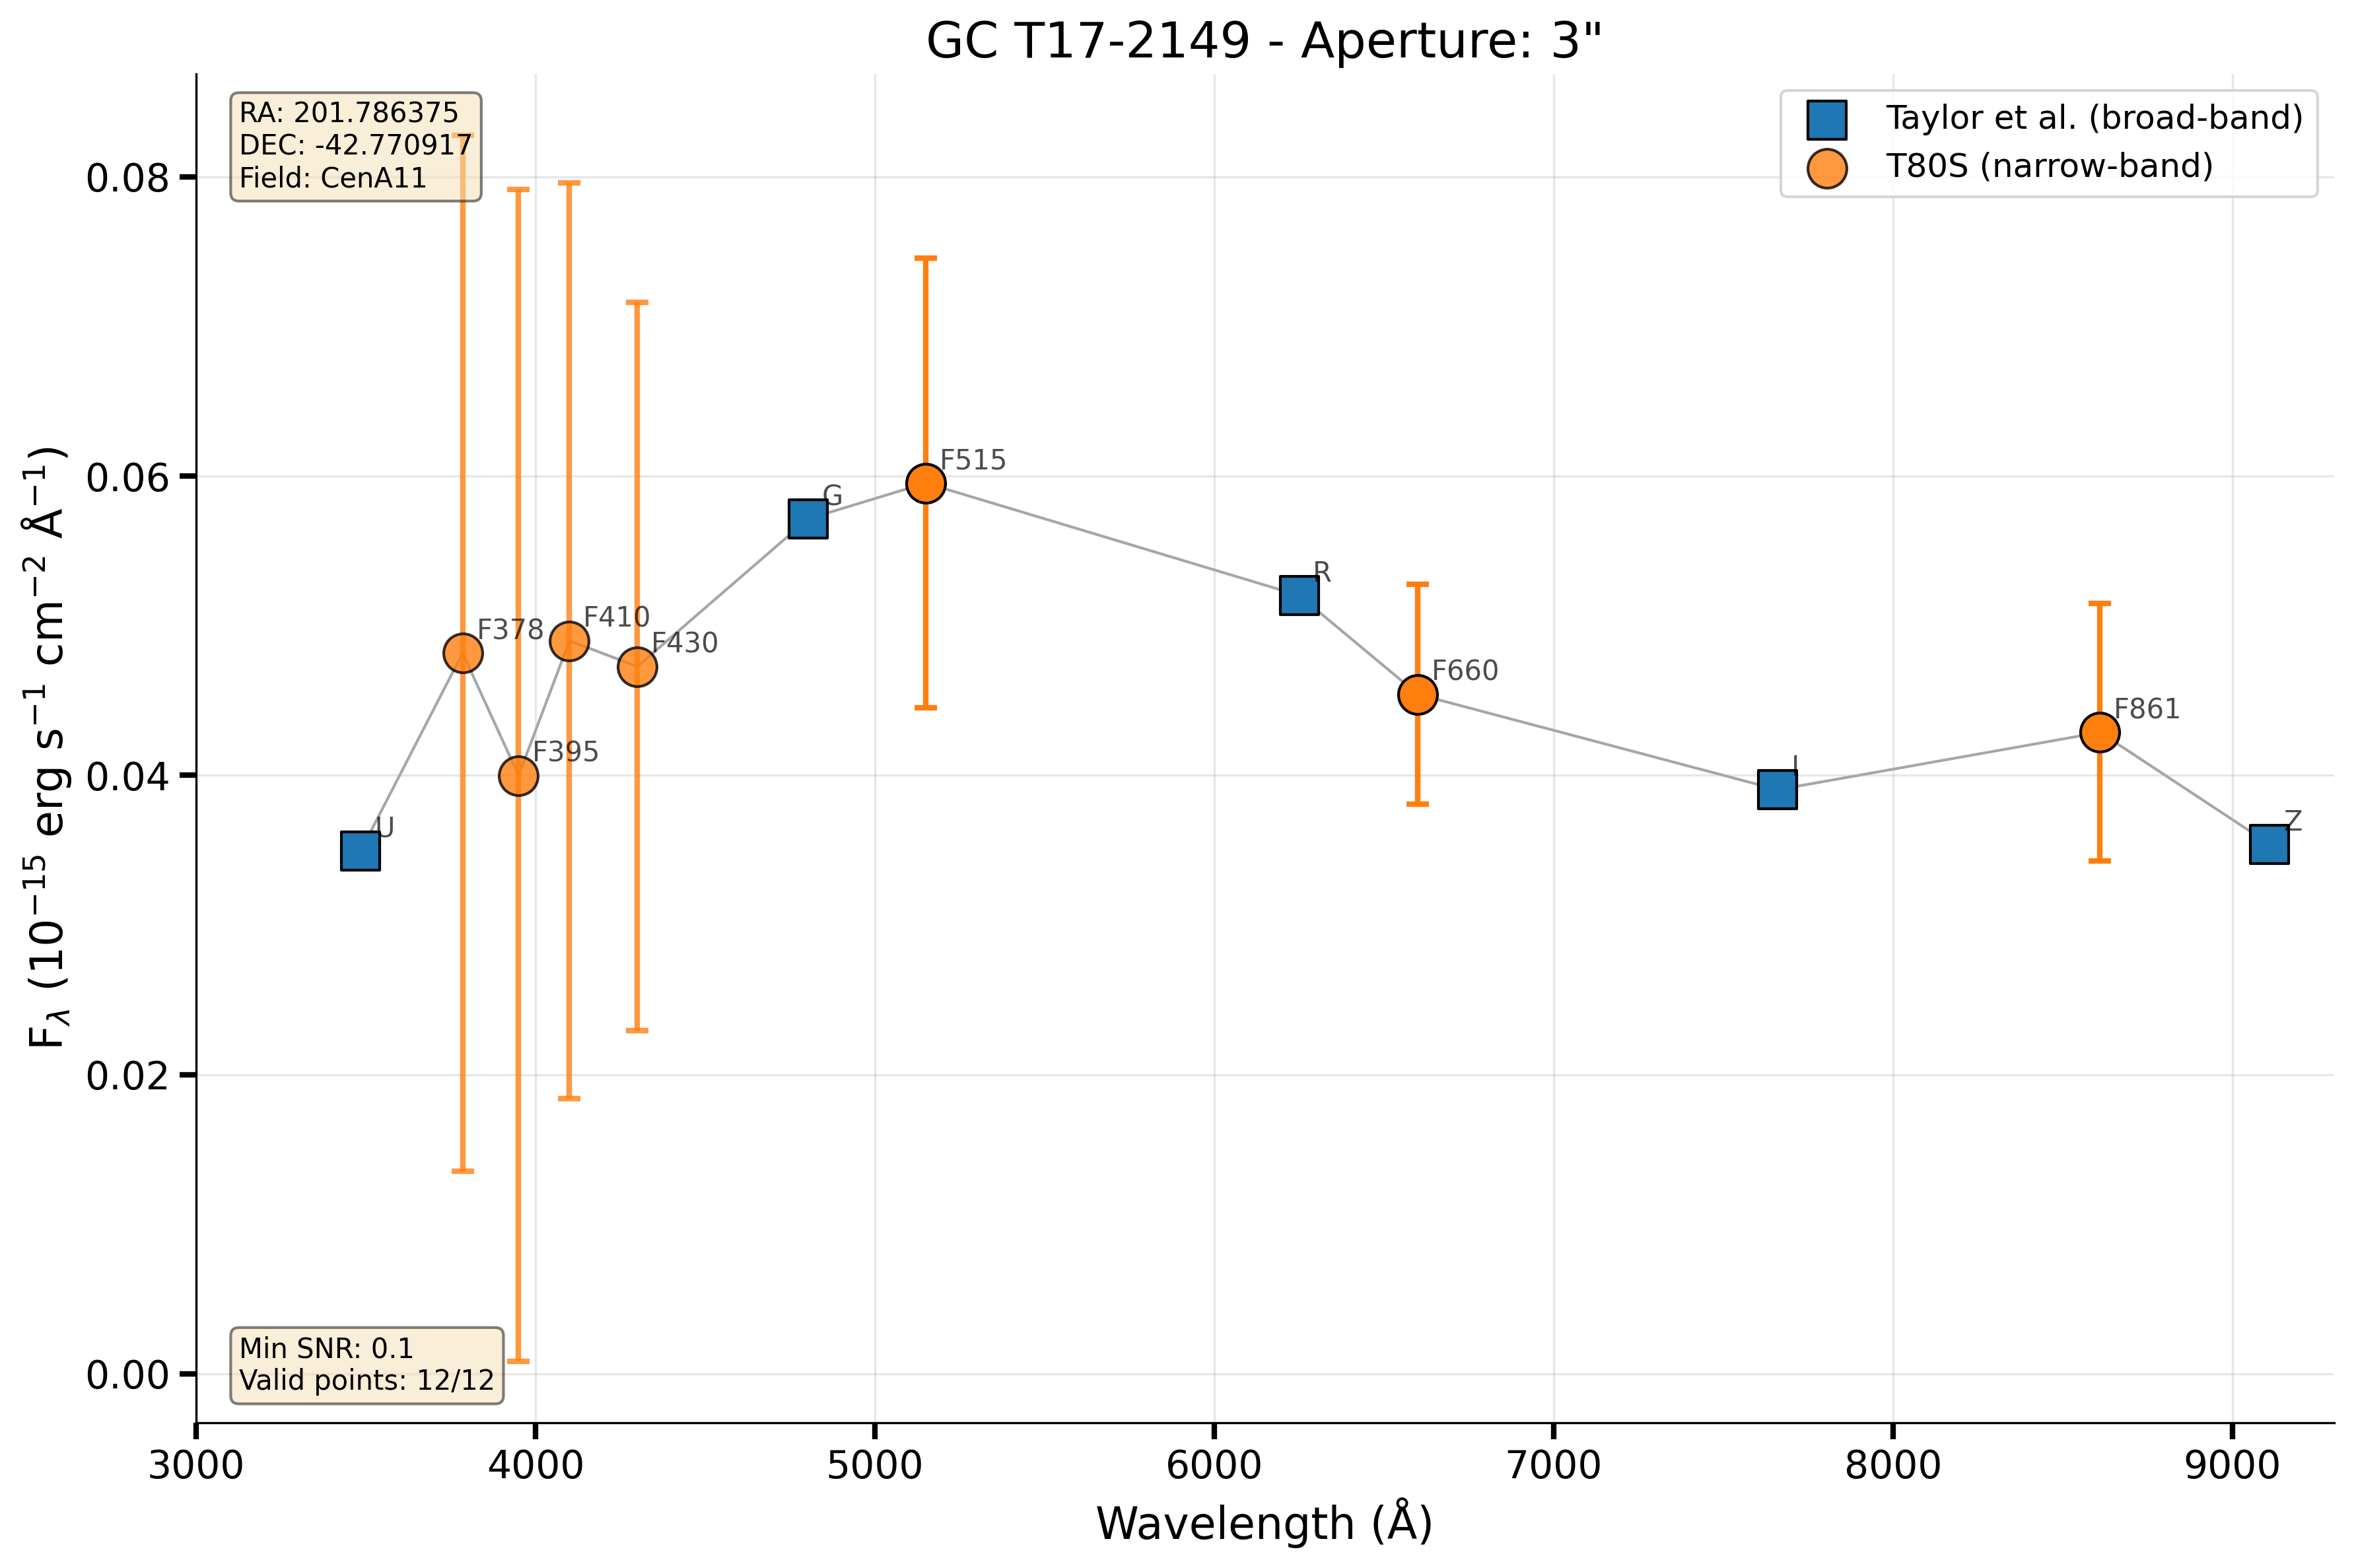 GC T17-2149 - Aperture: 3"
RA: 201.786375
DEC: -42.770917
Field: CenA11
Taylor et al. (broad-band)
T80S (narrow-band)
0.08
0.06
0.04
0.02
0.00
F515
G
R
F378
F410
F430
F660
F395
F861
I
U
Z
Min SNR: 0.1
Valid points: 12/12
3000 4000 5000 6000 7000 8000 9000
Wavelength (Å)
F_λ (10⁻¹⁵ erg s⁻¹ cm⁻² Å⁻¹)